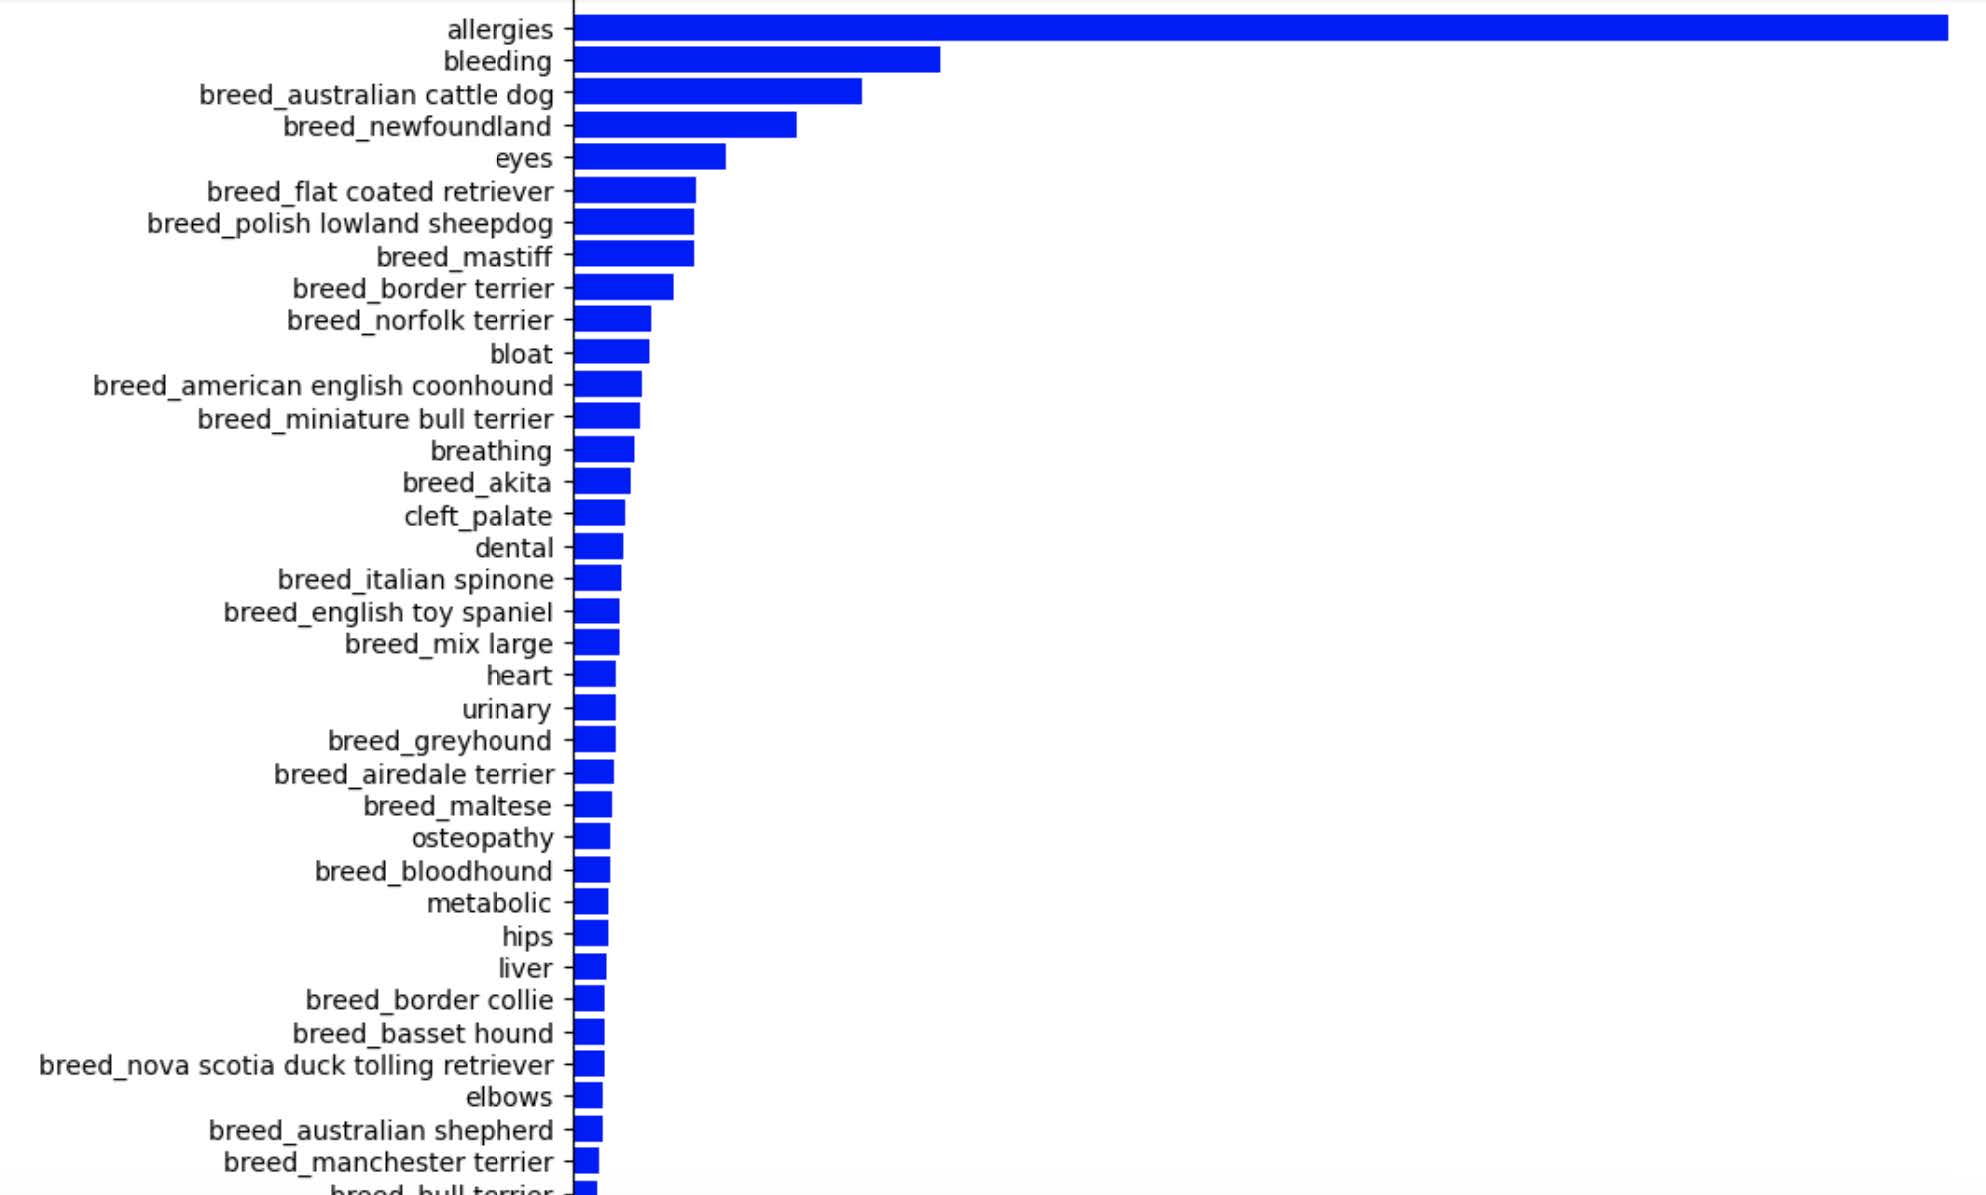 allergies
bleeding
breed_australian cattle dog
breed_newfoundland
eyes
breed_flat coated retriever
breed_polish lowland sheepdog
breed_mastiff
breed_border terrier
breed_norfolk terrier
bloat
breed_american english coonhound
breed_miniature bull terrier
breathing
breed_akita
cleft_palate
dental
breed_italian spinone
breed_english toy spaniel
breed_mix large
heart
urinary
breed_greyhound
breed_airedale terrier
breed_maltese
osteopathy
breed_bloodhound
metabolic
hips
liver
breed_border collie
breed_basset hound
breed_nova scotia duck tolling retriever
elbows
breed_australian shepherd
breed_manchester terrier
breed_bull terrier